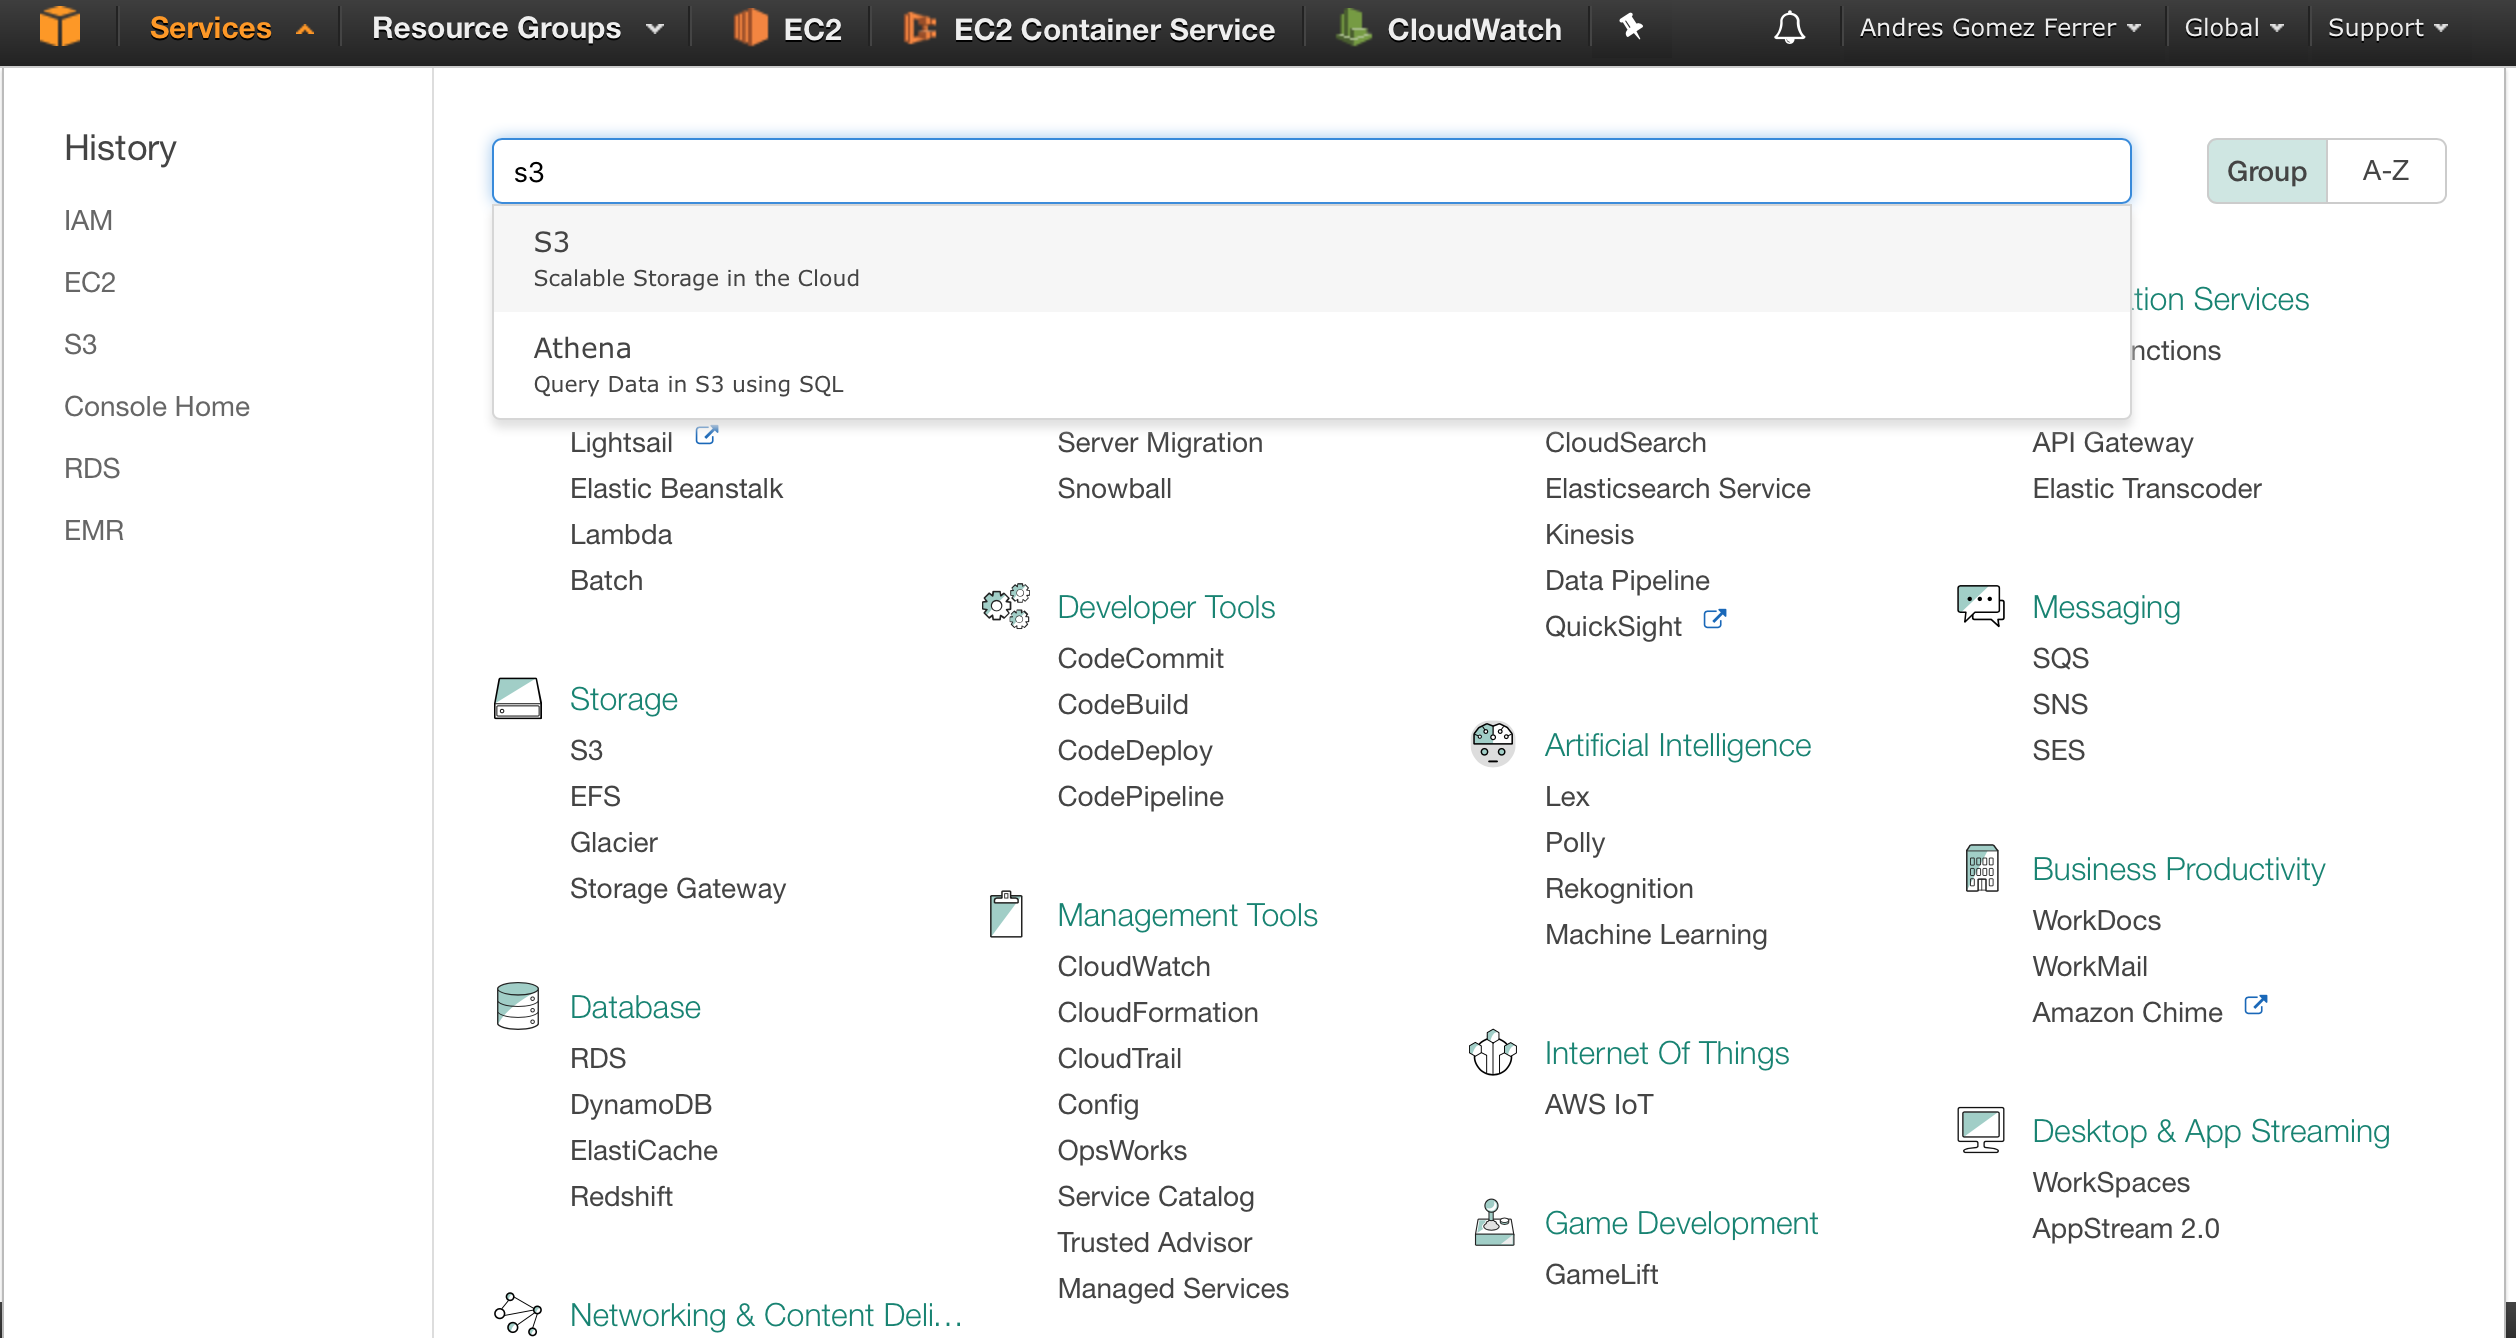 Services
Resource Groups
EC2
EC2 Container Service
CloudWatch
Andres Gomez Ferrer
Global
Support
History
IAM
EC2
S3
Console Home
RDS
EMR
s3
Group
A-Z
S3
Scalable Storage in the Cloud
Athena
Query Data in S3 using SQL
Lightsail
Elastic Beanstalk
Lambda
Batch
Storage
S3
EFS
Glacier
Storage Gateway
Database
RDS
DynamoDB
ElastiCache
Redshift
Networking & Content Deli...
Server Migration
Snowball
Developer Tools
CodeCommit
CodeBuild
CodeDeploy
CodePipeline
Management Tools
CloudWatch
CloudFormation
CloudTrail
Config
OpsWorks
Service Catalog
Trusted Advisor
Managed Services
CloudSearch
Elasticsearch Service
Kinesis
Data Pipeline
QuickSight
Artificial Intelligence
Lex
Polly
Rekognition
Machine Learning
Internet Of Things
AWS IoT
Game Development
GameLift
tion Services
nctions
API Gateway
Elastic Transcoder
Messaging
SQS
SNS
SES
Business Productivity
WorkDocs
WorkMail
Amazon Chime
Desktop & App Streaming
WorkSpaces
AppStream 2.0